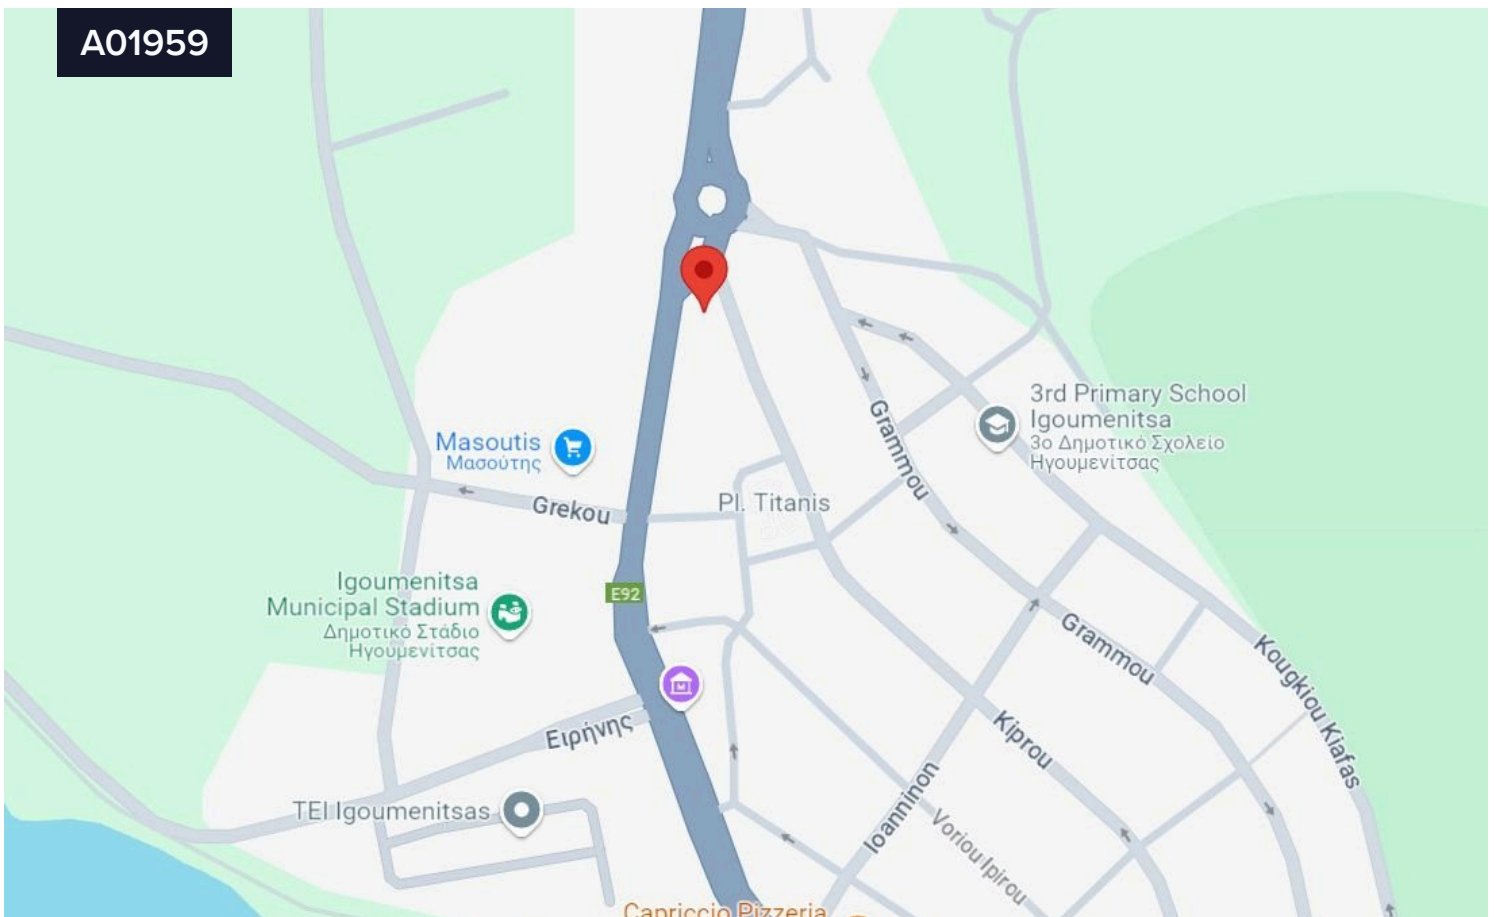 A01959
3rd Primary School
Igoumenitsa
3ο Δημοτικό Σχολείο
Ηγουμενίτσας
Grammou
Masoutis
Μασούτης
Grekou
Pl. Titanis
Igoumenitsa
Municipal Stadium
Δημοτικό Στάδιο
Ηγουμενίτσας
E92
Grammou
Kougkiou Kiafas
Ειρήνης
Kiprou
Ioanninon
TEI Igoumenitsas
Voriou Ipirou
Capriccio Pizzeria